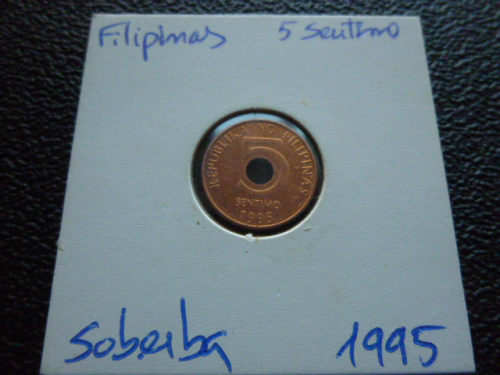 Filipinas 5 Sentimo
REPUBLIKA NG PILIPINAS
5
SENTIMO
1995
Soberba 1995